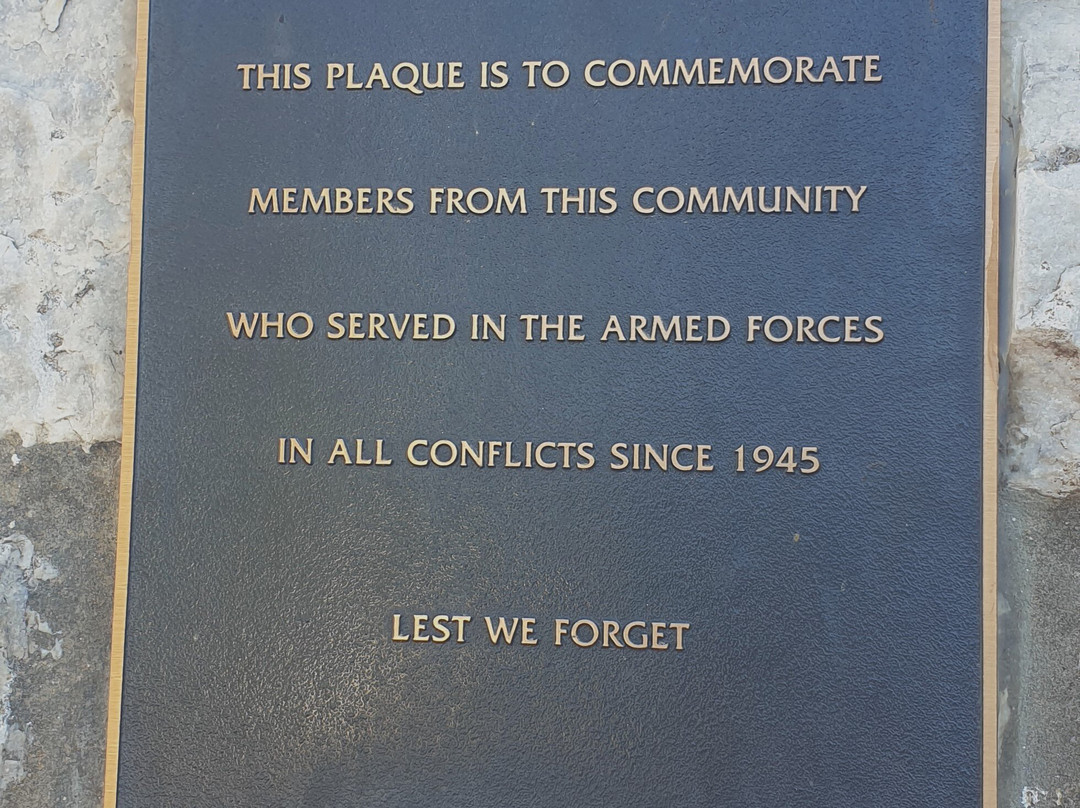 THIS PLAQUE IS TO COMMEMORATE
MEMBERS FROM THIS COMMUNITY
WHO SERVED IN THE ARMED FORCES
IN ALL CONFLICTS SINCE 1945
LEST WE FORGET